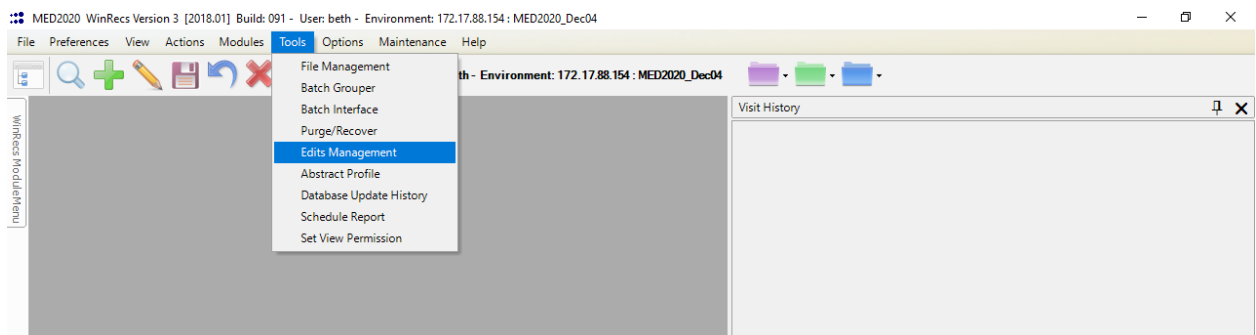 MED2020 WinRecs Version 3 [2018.01] Build: 091 - User: beth - Environment: 172.17.88.154 : MED2020_Dec04
File Preferences View Actions Modules Tools Options Maintenance Help
th - Environment: 172.17.88.154 : MED2020_Dec04
File Management
Batch Grouper
Batch Interface
Purge/Recover
Edits Management
Abstract Profile
Database Update History
Schedule Report
Set View Permission
WinRecs ModuleMenu
Visit History